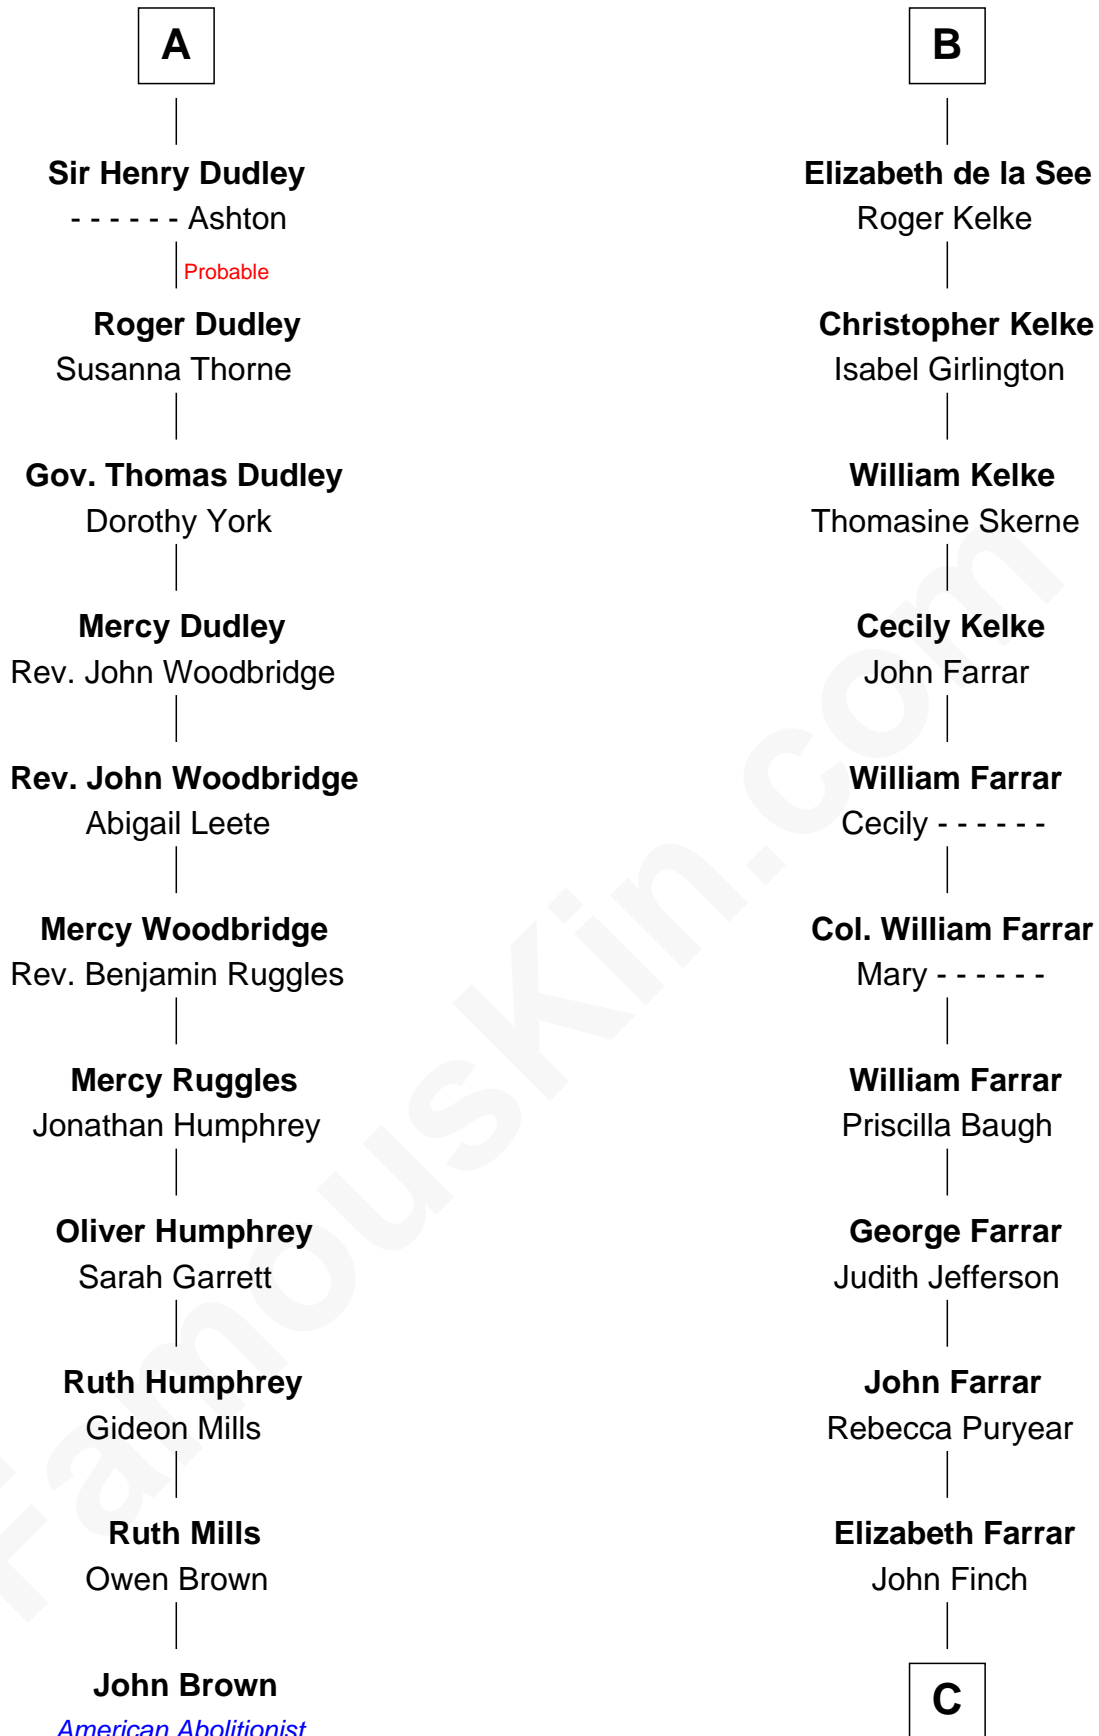 A
Sir Henry Dudley
- - - - - - Ashton
Probable
Roger Dudley
Susanna Thorne
Gov. Thomas Dudley
Dorothy York
Mercy Dudley
Rev. John Woodbridge
Rev. John Woodbridge
Abigail Leete
Mercy Woodbridge
Rev. Benjamin Ruggles
Mercy Ruggles
Jonathan Humphrey
Oliver Humphrey
Sarah Garrett
Ruth Humphrey
Gideon Mills
Ruth Mills
Owen Brown
John Brown
American Abolitionist
B
Elizabeth de la See
Roger Kelke
Christopher Kelke
Isabel Girlington
William Kelke
Thomasine Skerne
Cecily Kelke
John Farrar
William Farrar
Cecily - - - - - -
Col. William Farrar
Mary - - - - - -
William Farrar
Priscilla Baugh
George Farrar
Judith Jefferson
John Farrar
Rebecca Puryear
Elizabeth Farrar
John Finch
C
FamousKin.com